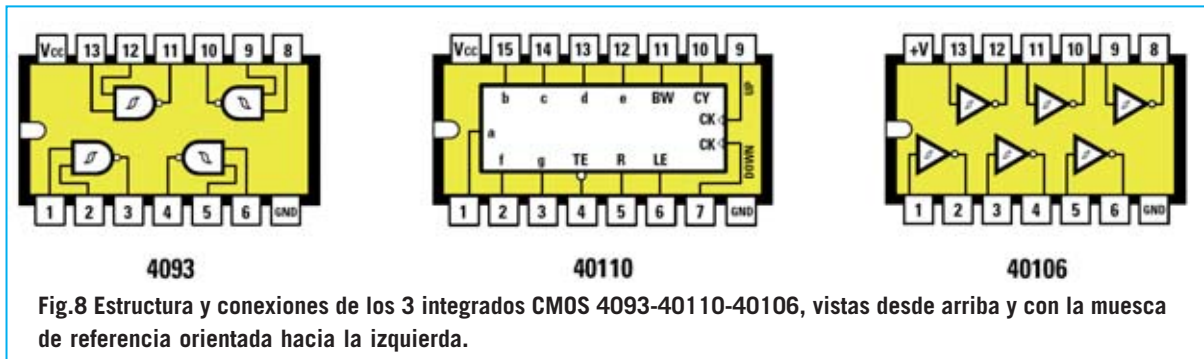 Vcc 13 12 11 10 9 8
1 2 3 4 5 6 GND
4093
Vcc 15 14 13 12 11 10 9
b c d e BW CY UP
CK
a
CK
f g TE R LE DOWN
1 2 3 4 5 6 7 GND
40110
+V 13 12 11 10 9 8
1 2 3 4 5 6 GND
40106
Fig.8 Estructura y conexiones de los 3 integrados CMOS 4093-40110-40106, vistas desde arriba y con la muesca
de referencia orientada hacia la izquierda.